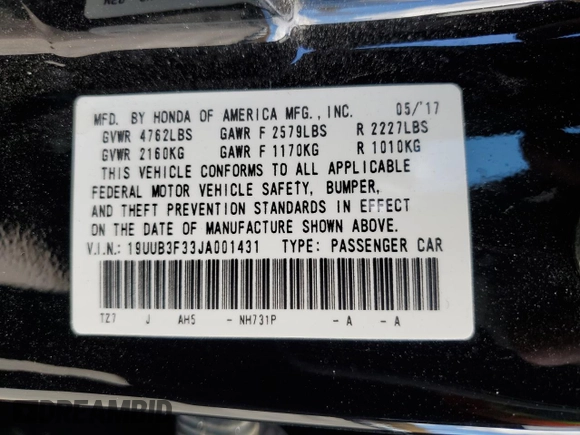 MFD. BY HONDA OF AMERICA MFG., INC. 05/'17
GVWR 4762LBS GAWR F 2579LBS R 2227LBS
GVWR 2160KG GAWR F 1170KG R 1010KG
THIS VEHICLE CONFORMS TO ALL APPLICABLE
FEDERAL MOTOR VEHICLE SAFETY, BUMPER,
AND THEFT PREVENTION STANDARDS IN EFFECT
ON THE DATE OF MANUFACTURE SHOWN ABOVE.
V.I.N.: 19UUB3F33JA001431 TYPE: PASSENGER CAR
TZ7 J AH5 - NH731P - A - A
DREAMBID